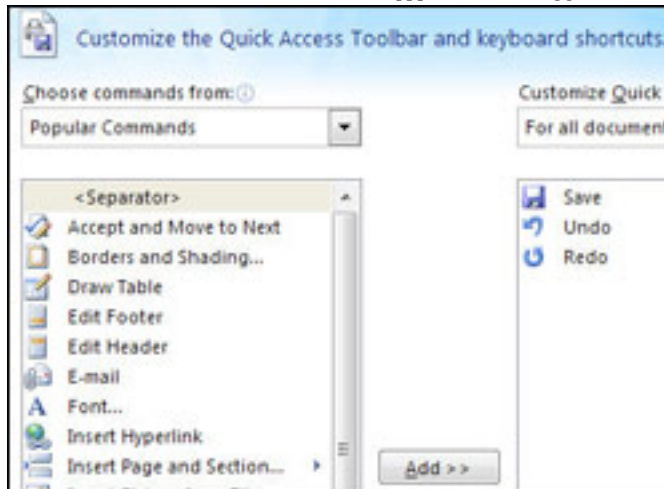 Customize the Quick Access Toolbar and keyboard shortcuts.
Choose commands from:
Customize Quick
Popular Commands
For all document
<Separator>
Accept and Move to Next
Borders and Shading...
Draw Table
Edit Footer
Edit Header
E-mail
Font...
Insert Hyperlink
Insert Page and Section...
Add >>
Save
Undo
Redo